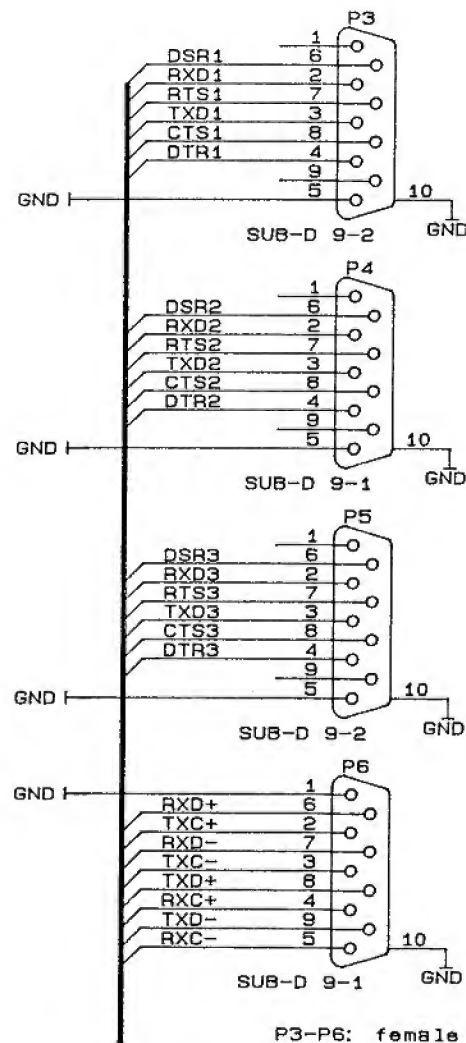 P3
1
DSR1 6
RXD1 2
RTS1 7
TXD1 3
CTS1 8
DTR1 4
9
GND 5 10
GND
SUB-D 9-2
P4
1
DSR2 6
RXD2 2
RTS2 7
TXD2 3
CTS2 8
DTR2 4
9
GND 5 10
GND
SUB-D 9-1
P5
1
DSR3 6
RXD3 2
RTS3 7
TXD3 3
CTS3 8
DTR3 4
9
GND 5 10
GND
SUB-D 9-2
P6
GND 1
RXD+ 6
TXC+ 2
RXD- 7
TXC- 3
TXD+ 8
RXC+ 4
TXD- 9
RXC- 5 10
GND
SUB-D 9-1
P3-P6: female